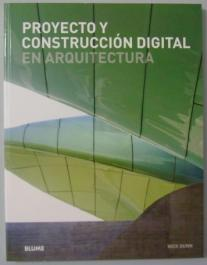 PROYECTO Y
CONSTRUCCIÓN DIGITAL
EN ARQUITECTURA
BLUME
NICK DUNN